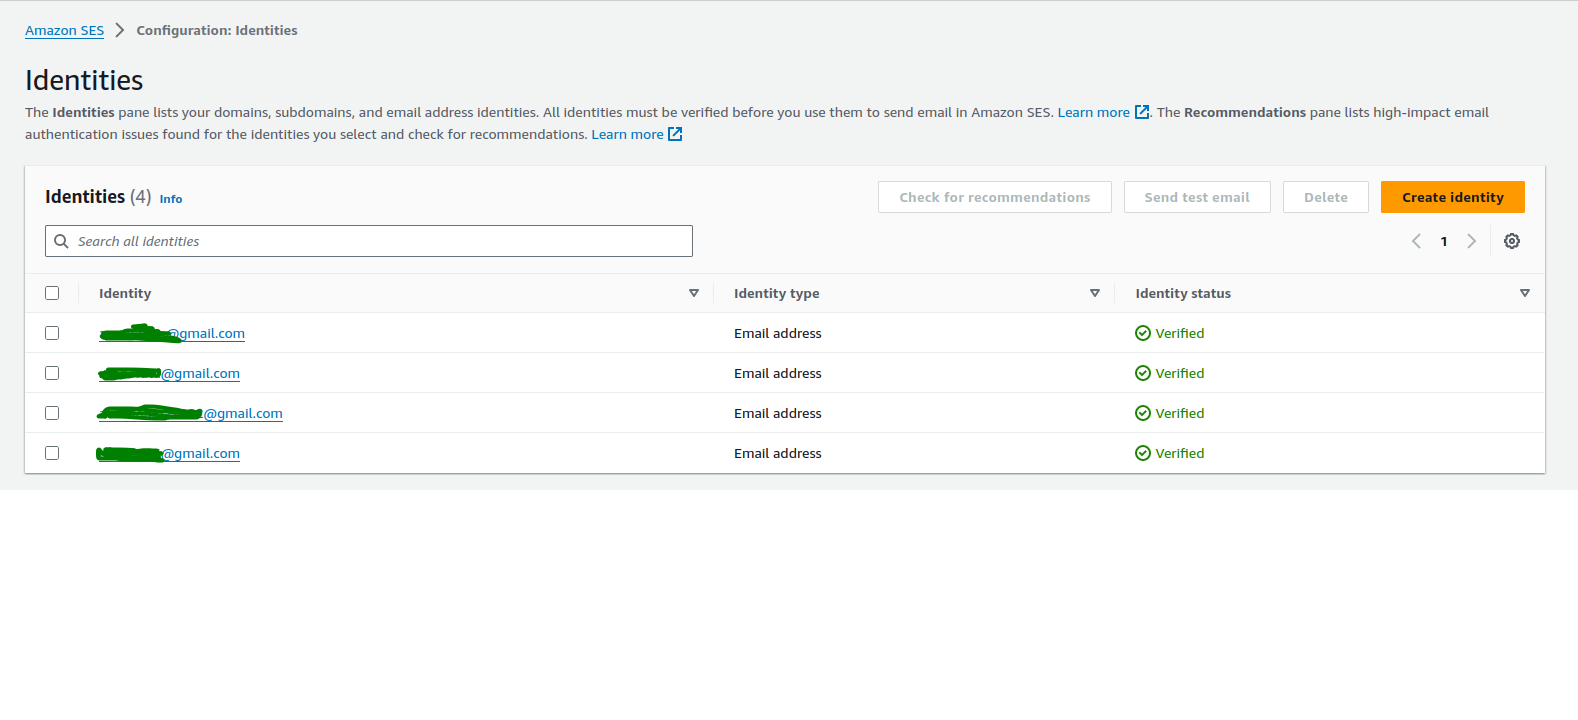 Amazon SES > Configuration: Identities
Identities
The Identities pane lists your domains, subdomains, and email address identities. All identities must be verified before you use them to send email in Amazon SES. Learn more. The Recommendations pane lists high-impact email
authentication issues found for the identities you select and check for recommendations. Learn more
Identities (4) Info
Check for recommendations
Send test email
Delete
Create identity
Search all identities
1
Identity
Identity type
Identity status
@gmail.com Email address Verified
@gmail.com Email address Verified
@gmail.com Email address Verified
@gmail.com Email address Verified